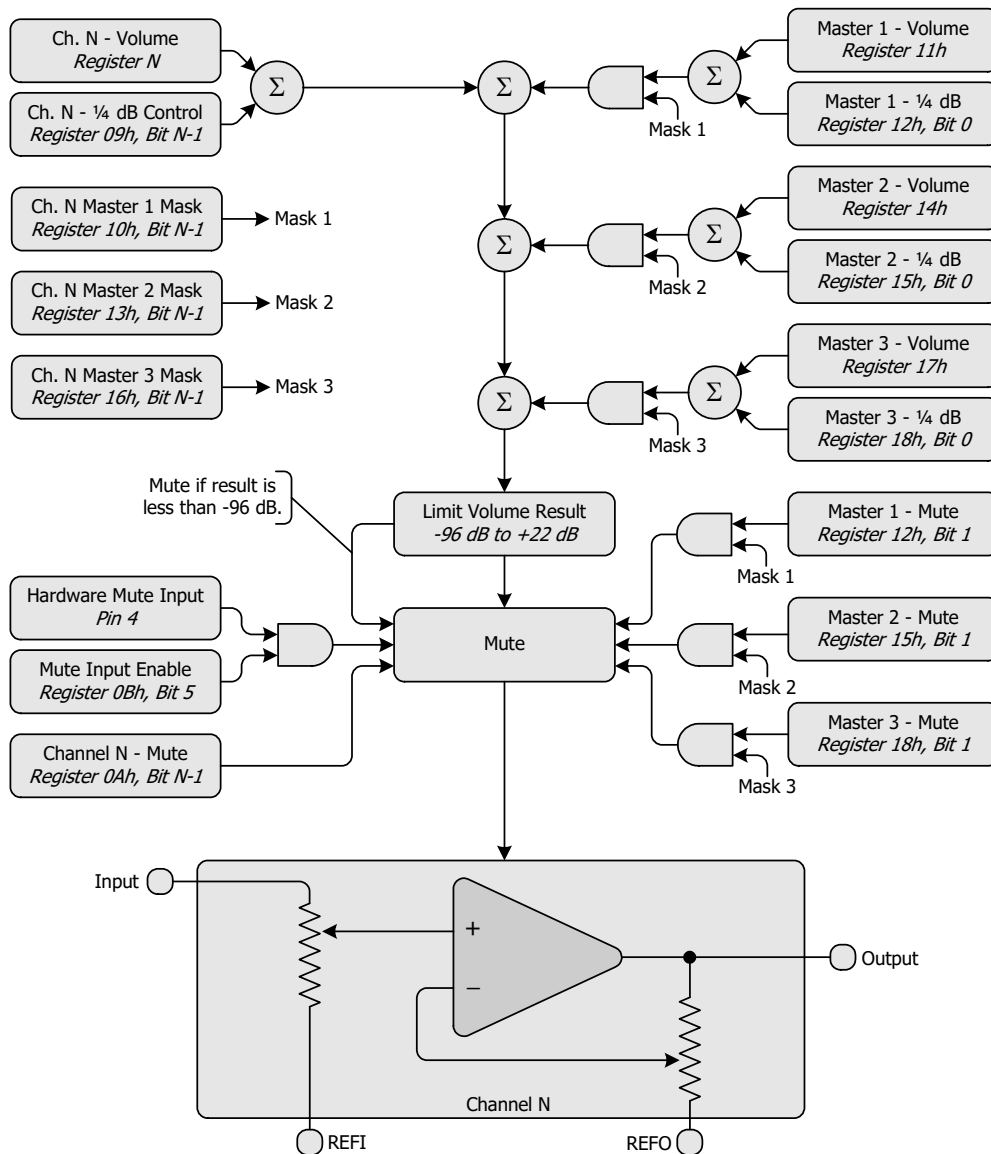 Ch. N - Volume
Register N
Ch. N - ¼ dB Control
Register 09h, Bit N-1
Σ
Σ
Mask 1
Σ
Master 1 - Volume
Register 11h
Master 1 - ¼ dB
Register 12h, Bit 0
Ch. N Master 1 Mask
Register 10h, Bit N-1
Mask 1
Ch. N Master 2 Mask
Register 13h, Bit N-1
Mask 2
Ch. N Master 3 Mask
Register 16h, Bit N-1
Mask 3
Σ
Mask 2
Σ
Master 2 - Volume
Register 14h
Master 2 - ¼ dB
Register 15h, Bit 0
Σ
Mask 3
Σ
Master 3 - Volume
Register 17h
Master 3 - ¼ dB
Register 18h, Bit 0
Mute if result is
less than -96 dB.
Limit Volume Result
-96 dB to +22 dB
Master 1 - Mute
Register 12h, Bit 1
Mask 1
Hardware Mute Input
Pin 4
Mute Input Enable
Register 0Bh, Bit 5
Channel N - Mute
Register 0Ah, Bit N-1
Mute
Master 2 - Mute
Register 15h, Bit 1
Mask 2
Master 3 - Mute
Register 18h, Bit 1
Mask 3
Input
+
−
Output
Channel N
REFI
REFO